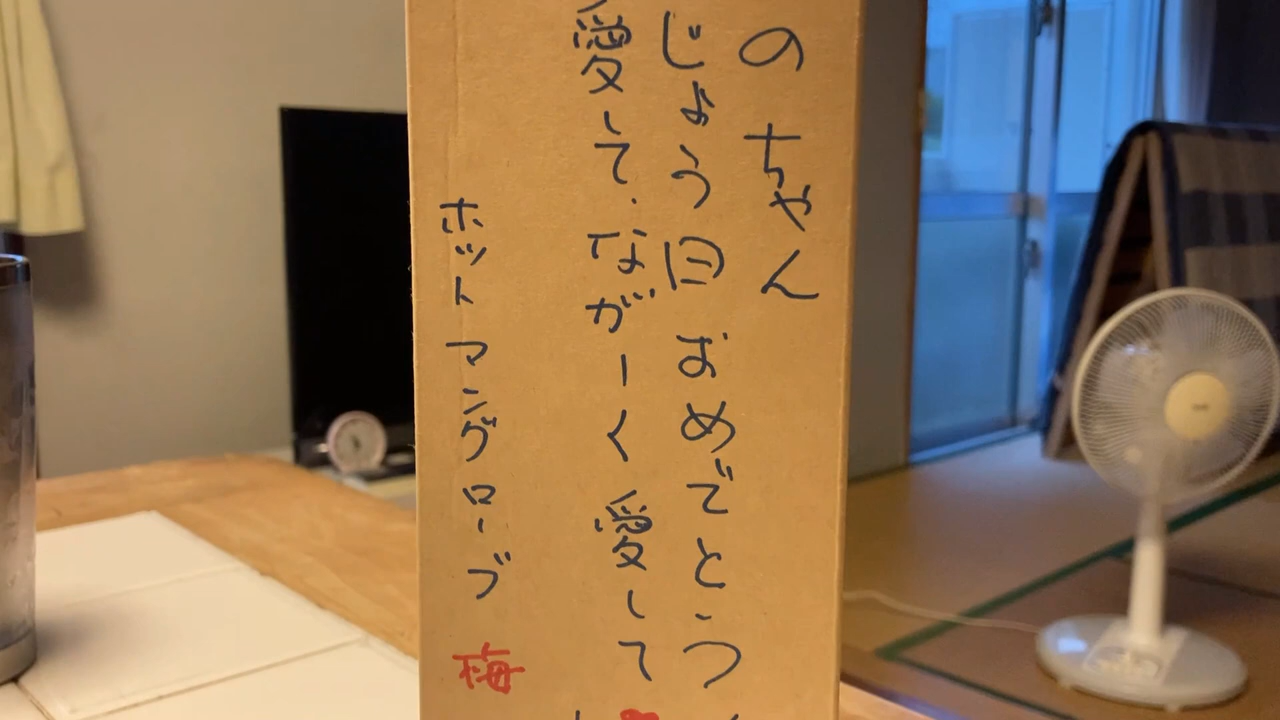 のちゃん
じょう日おめでとう
愛して、ながーく愛して
ホットマングローブ 梅